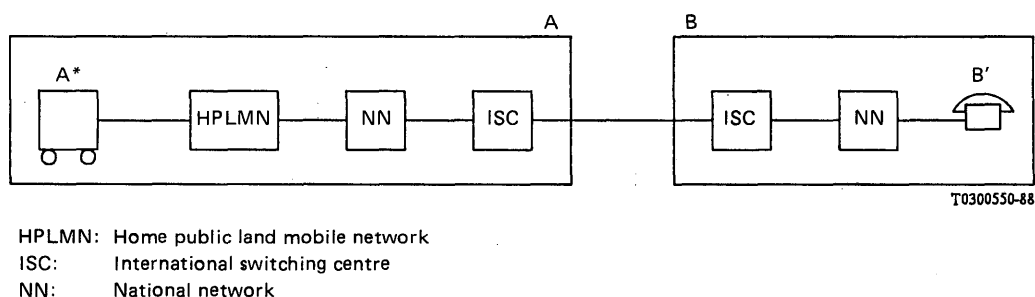 A B
A* B'
HPLMN NN ISC ISC NN
T0300550-88
HPLMN: Home public land mobile network
ISC: International switching centre
NN: National network